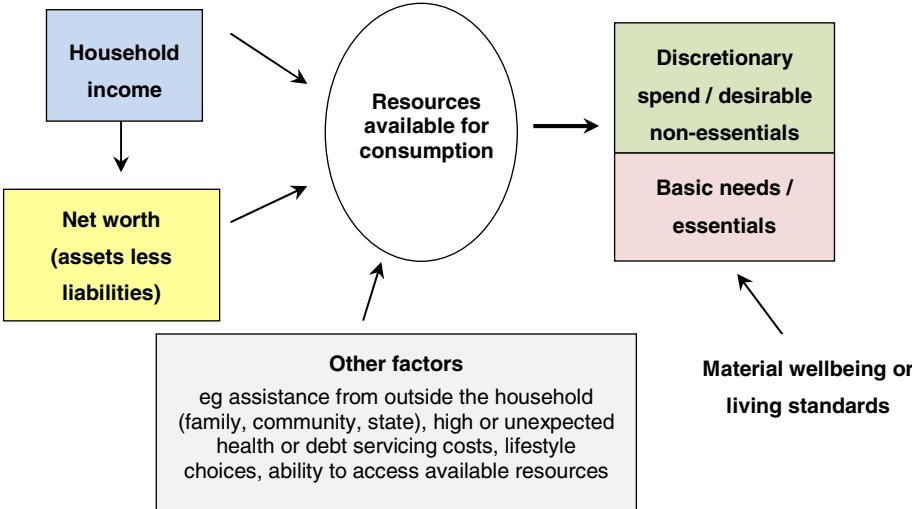 Household
income
Resources
available for
consumption
Discretionary
spend / desirable
non-essentials
Basic needs /
essentials
Net worth
(assets less
liabilities)
Other factors
eg assistance from outside the household
(family, community, state), high or unexpected
health or debt servicing costs, lifestyle
choices, ability to access available resources
Material wellbeing or
living standards